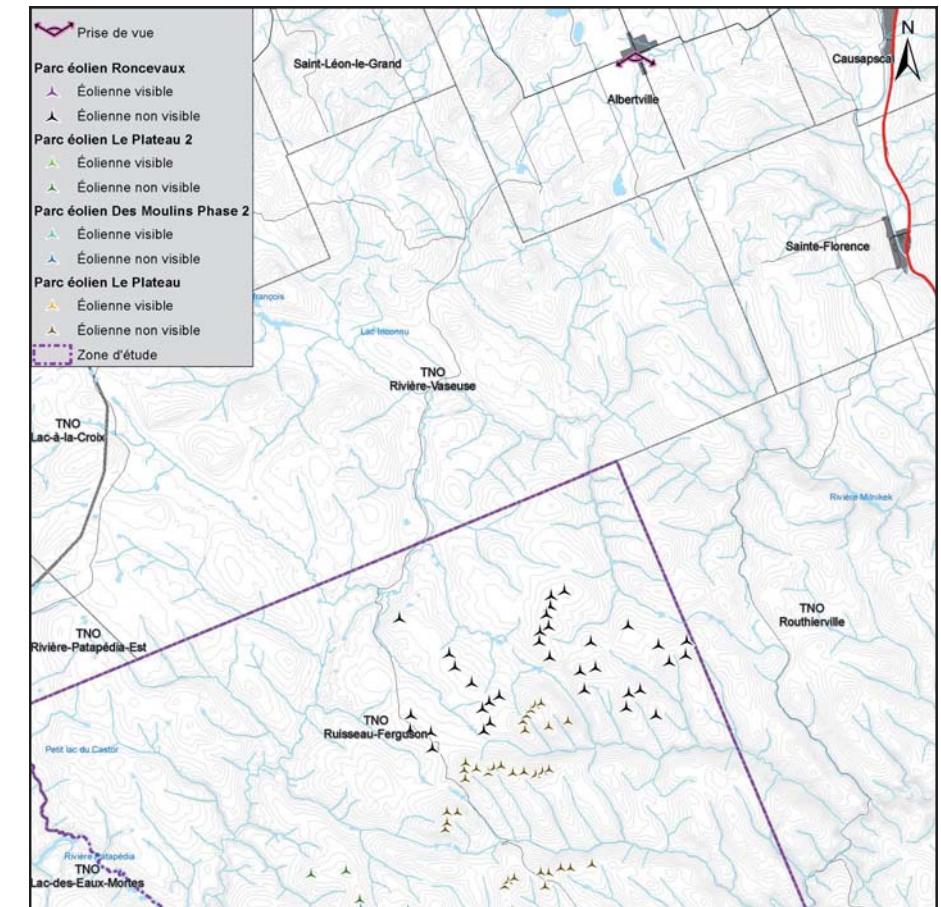 Prise de vue
Parc éolien Roncevaux
Éolienne visible
Éolienne non visible
Parc éolien Le Plateau 2
Éolienne visible
Éolienne non visible
Parc éolien Des Moulins Phase 2
Éolienne visible
Éolienne non visible
Parc éolien Le Plateau
Éolienne visible
Éolienne non visible
Zone d'étude
N
Saint-Léon-le-Grand
Causapscal
Albertville
Sainte-Florence
François
Lac Inconnu
TNO
Rivière-Vaseuse
TNO
Lac-à-la-Croix
Rivière Milnikek
TNO
Routhierville
TNO
Rivière-Patapédia-Est
TNO
Ruisseau-Ferguson
Petit lac du Castor
Rivière Patapédia
TNO
Lac-des-Eaux-Mortes